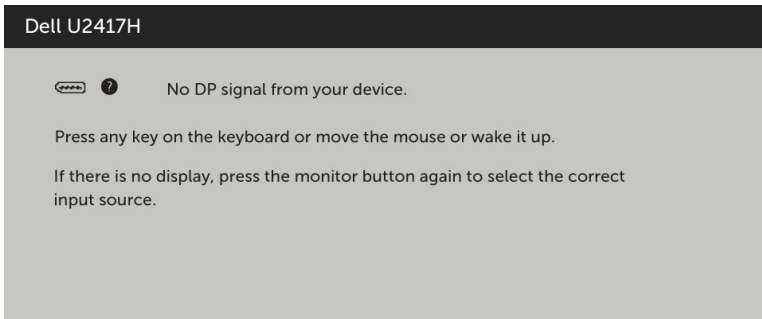 Dell U2417H
? No DP signal from your device.
Press any key on the keyboard or move the mouse or wake it up.
If there is no display, press the monitor button again to select the correct
input source.